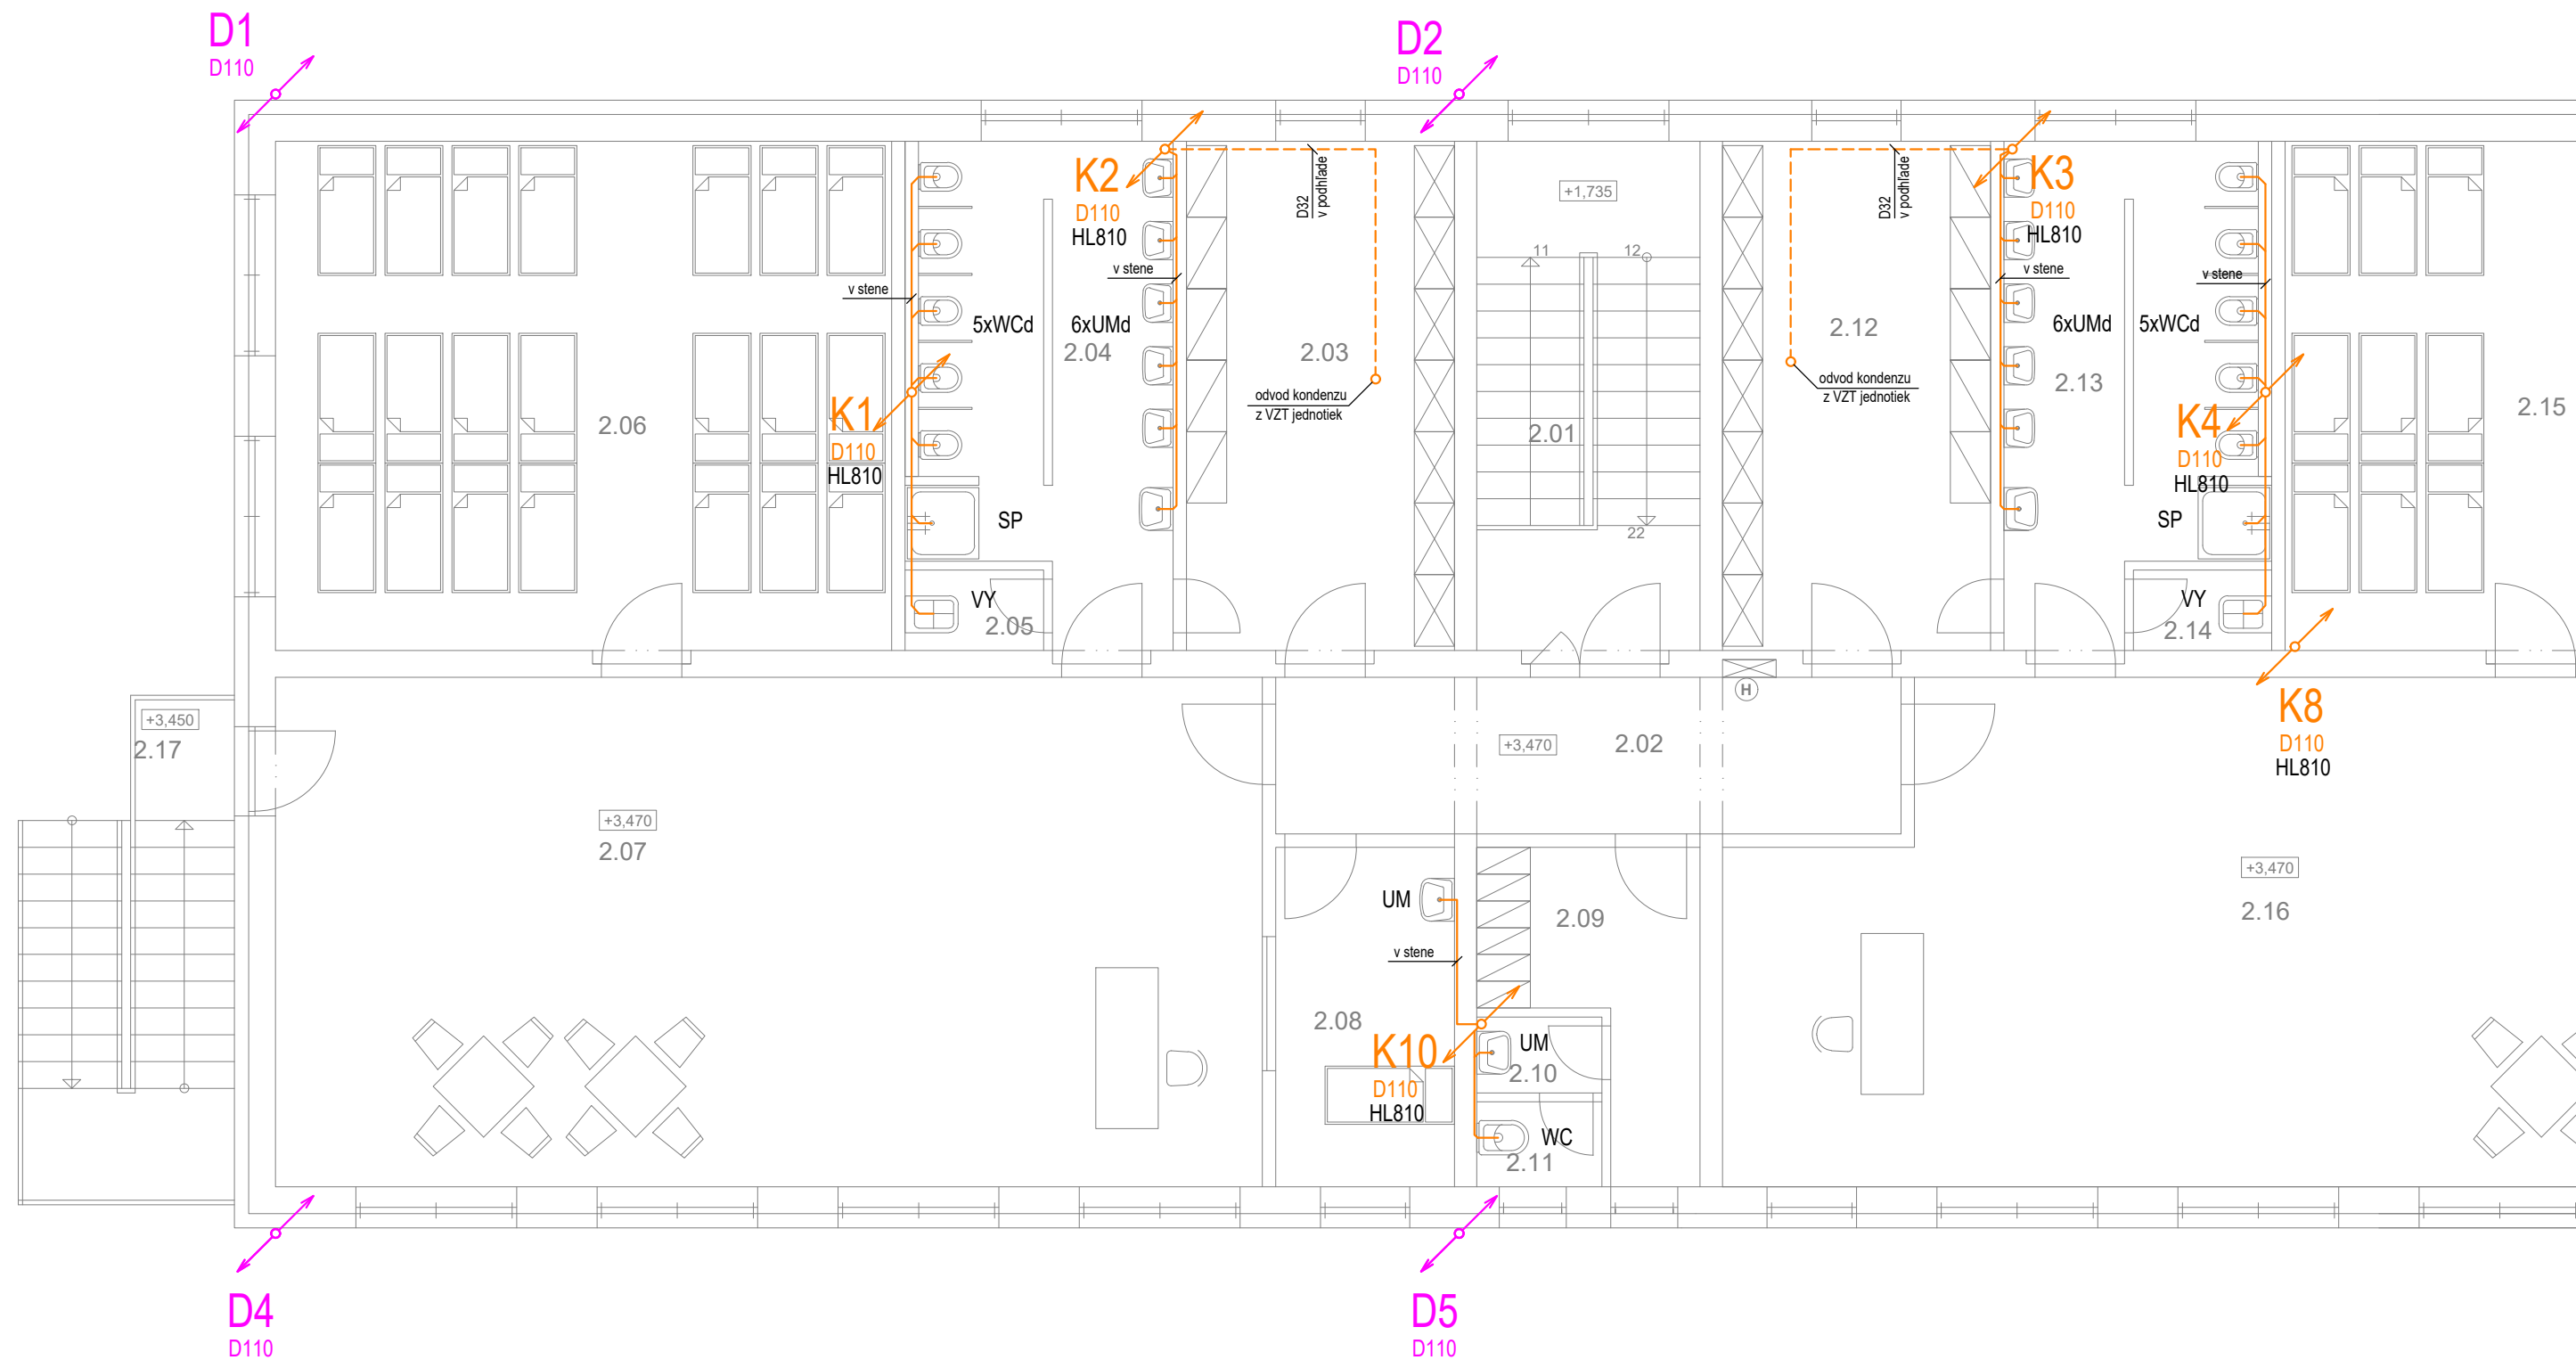 D1
D110
D2
D110
K2
D110
HL810
D32
v podhľade
+1,735
D32
v podhľade
K3
D110
HL810
11
12
v stene
v stene
v stene
v stene
5xWCd
6xUMd
2.04
2.03
2.12
6xUMd
5xWCd
2.13
odvod kondenzu
z VZT jednotiek
odvod kondenzu
z VZT jednotiek
2.06
K1
D110
HL810
2.01
K4
D110
HL810
2.15
SP
22
SP
VY
2.05
VY
2.14
H
K8
D110
HL810
+3,450
2.17
+3,470
2.02
+3,470
2.07
+3,470
2.16
UM
2.09
v stene
2.08
K10
D110
HL810
UM
2.10
WC
2.11
D4
D110
D5
D110